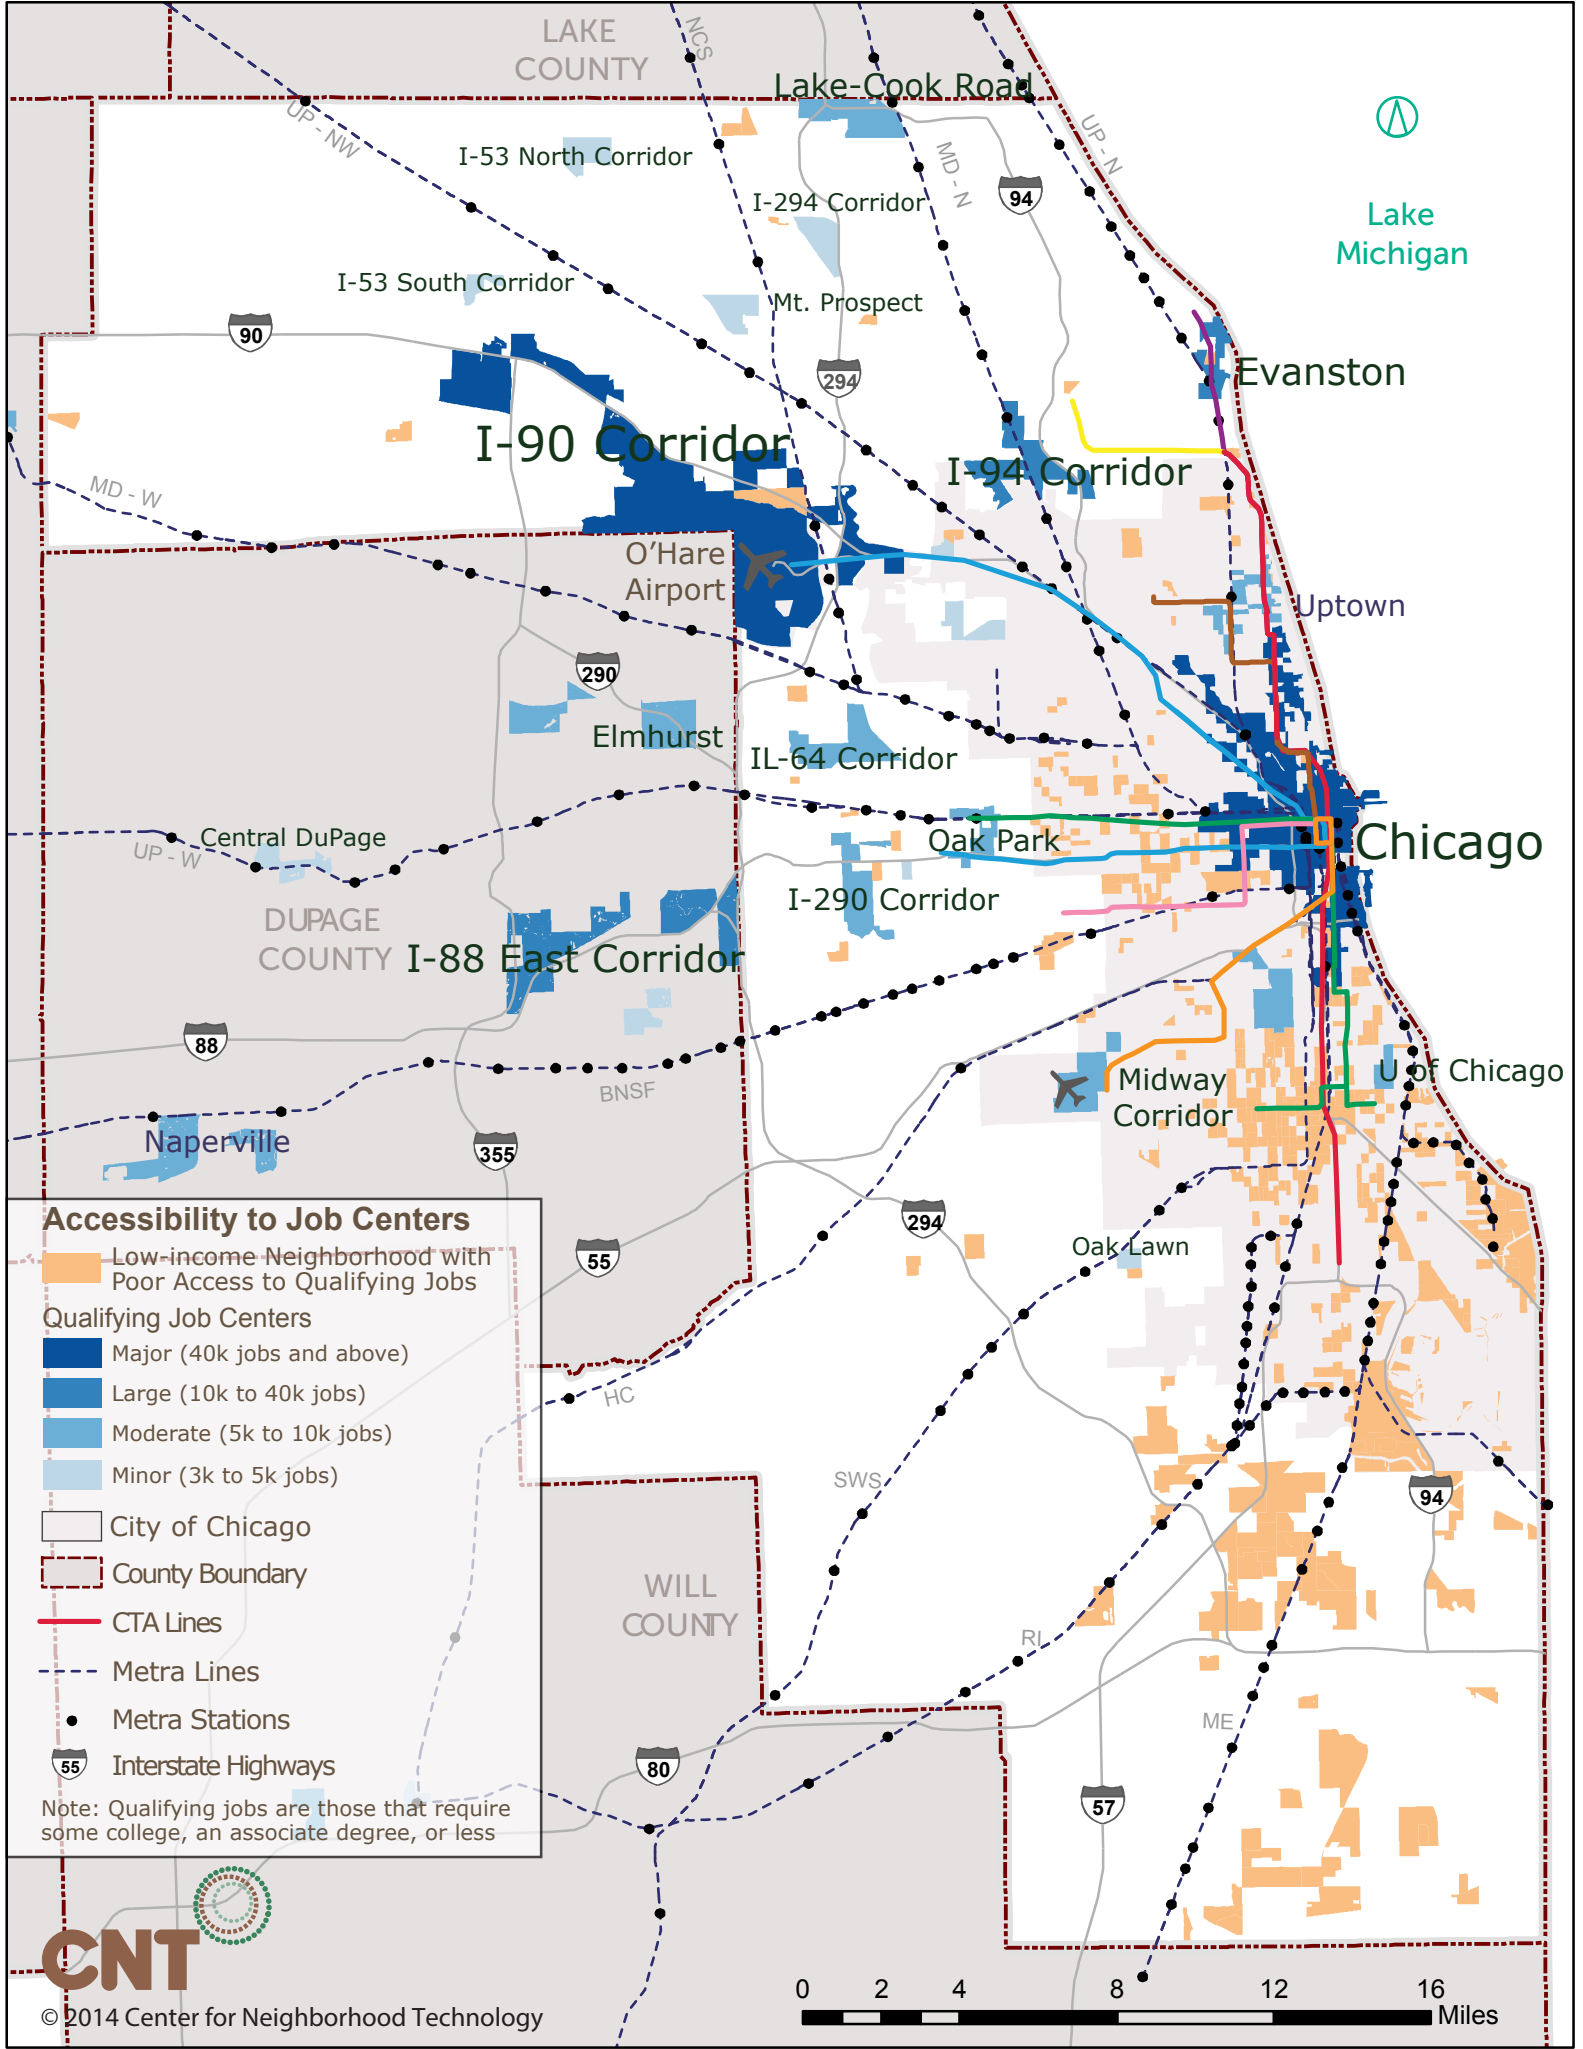 LAKE
COUNTY
NCS
Lake-Cook Road
UP - NW
UP - N
I-53 North Corridor
MD - N
94
I-294 Corridor
Lake
Michigan
I-53 South Corridor
Mt. Prospect
90
294
Evanston
I-90 Corridor
I-94 Corridor
MD - W
O'Hare
Airport
Uptown
290
Elmhurst
IL-64 Corridor
Central DuPage
UP - W
Oak Park
Chicago
I-290 Corridor
DUPAGE
COUNTY
I-88 East Corridor
88
BNSF
Midway
Corridor
U of Chicago
Naperville
355
294
55
Oak Lawn
Accessibility to Job Centers
Low-income Neighborhood with
Poor Access to Qualifying Jobs
Qualifying Job Centers
Major (40k jobs and above)
Large (10k to 40k jobs)
Moderate (5k to 10k jobs)
Minor (3k to 5k jobs)
City of Chicago
County Boundary
CTA Lines
Metra Lines
Metra Stations
55
Interstate Highways
Note: Qualifying jobs are those that require
some college, an associate degree, or less
HC
SWS
94
WILL
COUNTY
RI
ME
80
57
CNT
© 2014 Center for Neighborhood Technology
0 2 4 8 12 16
Miles